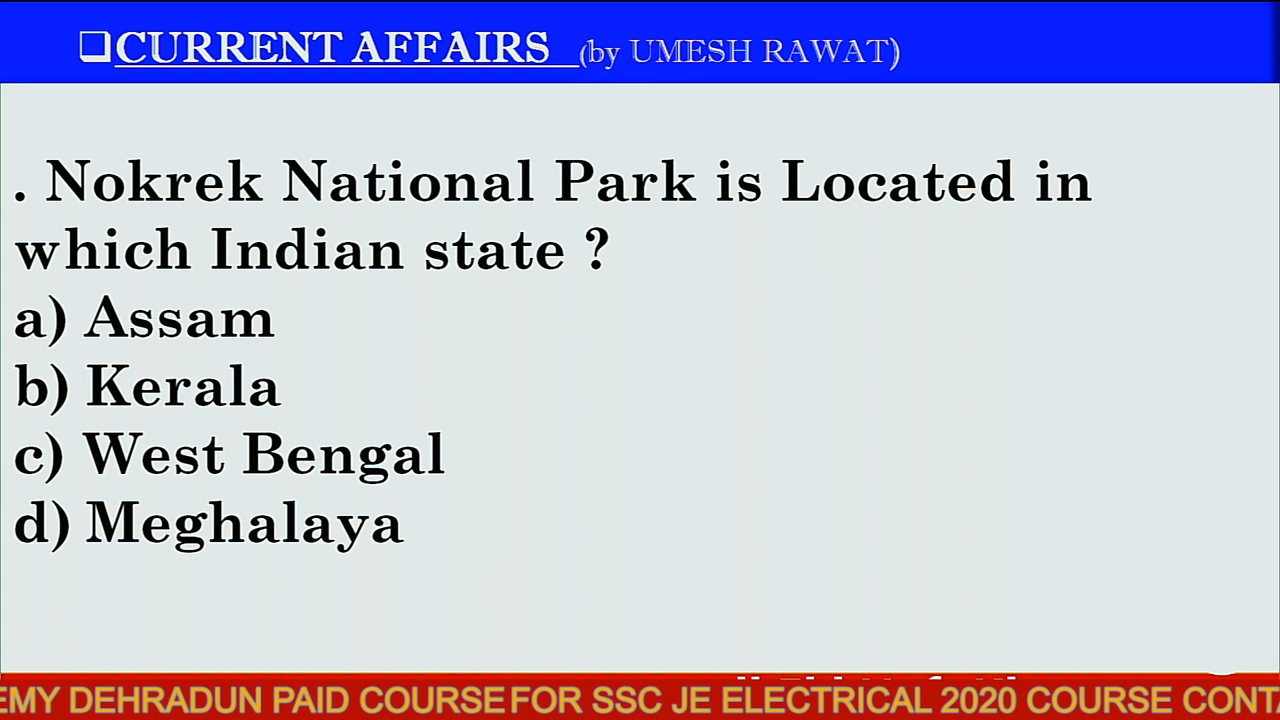 ❑CURRENT AFFAIRS (by UMESH RAWAT)
. Nokrek National Park is Located in
which Indian state ?
a) Assam
b) Kerala
c) West Bengal
d) Meghalaya
EMY DEHRADUN PAID COURSE FOR SSC JE ELECTRICAL 2020 COURSE CONTA